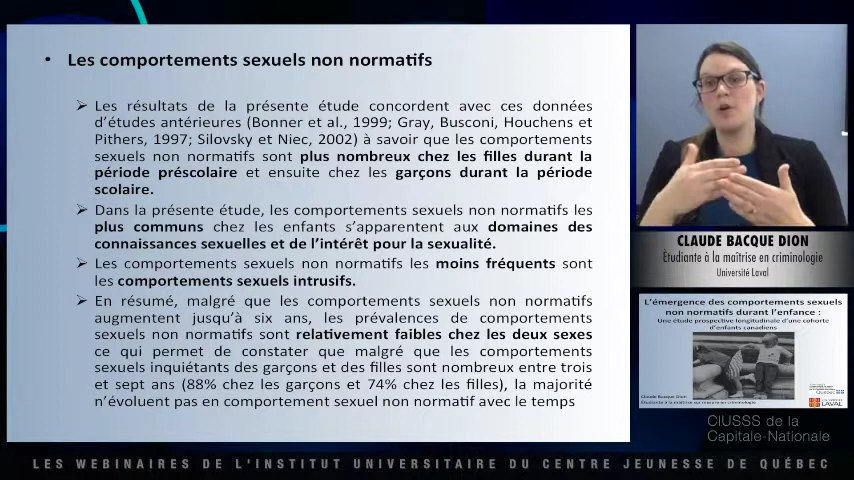 • Les comportements sexuels non normatifs
➢ Les résultats de la présente étude concordent avec ces données
d'études antérieures (Bonner et al., 1999; Gray, Busconi, Houchens et
Pithers, 1997; Silovsky et Niec, 2002) à savoir que les comportements
sexuels non normatifs sont plus nombreux chez les filles durant la
période préscolaire et ensuite chez les garçons durant la période
scolaire.
➢ Dans la présente étude, les comportements sexuels non normatifs les
plus communs chez les enfants s'apparentent aux domaines des
connaissances sexuelles et de l'intérêt pour la sexualité.
➢ Les comportements sexuels non normatifs les moins fréquents sont
les comportements sexuels intrusifs.
➢ En résumé, malgré que les comportements sexuels non normatifs
augmentent jusqu'à six ans, les prévalences de les comportements
sexuels non normatifs sont relativement faibles chez les deux sexes
ce qui permet de constater que malgré que les comportements
sexuels inquiétants des garçons et des filles sont nombreux entre trois
et sept ans (88% chez les garçons et 74% chez les filles), la majorité
n'évoluent pas en comportement sexuel non normatif avec le temps
CLAUDE BACQUE DION
Étudiante à la maîtrise en criminologie
Université Laval
L'émergence des comportements sexuels
non normatifs durant l'enfance :
Une étude prospective longitudinale d'une cohorte
d'enfants canadiens
Claude Bacque Dion
Étudiante à la maîtrise en criminologie
UNIVERSITÉ
LAVAL
CIUSSS de la
Capitale-Nationale
LES WEBINAIRES DE L'INSTITUT UNIVERSITAIRE DU CENTRE JEUNESSE DE QUÉBEC